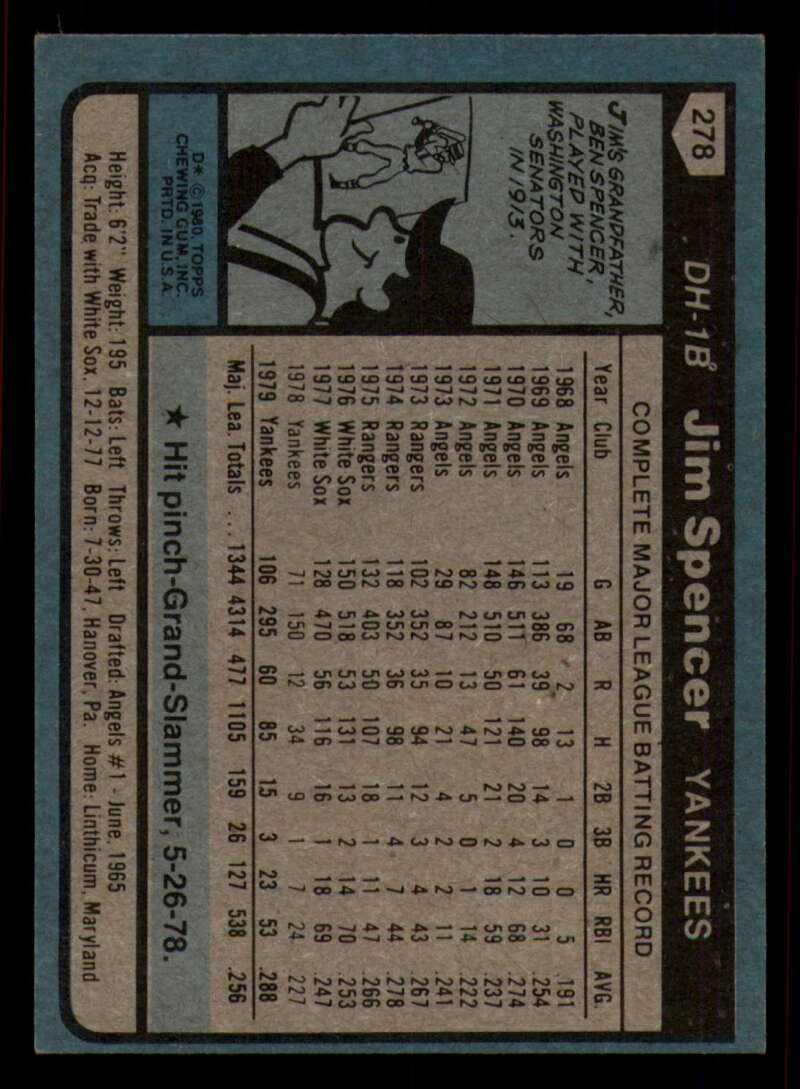 278 DH-1B Jim Spencer YANKEES
JIM'S GRANDFATHER,
BEN SPENCER,
PLAYED WITH
WASHINGTON
SENATORS
IN 1913.
D* © 1980 TOPPS
CHEWING GUM, INC.
PRTD. IN U.S.A.
COMPLETE MAJOR LEAGUE BATTING RECORD
Year Club G AB R H 2B 3B HR RBI AVG.
1968 Angels 19 68 2 13 1 0 0 5 .191
1969 Angels 113 386 39 98 14 3 10 31 .254
1970 Angels 146 511 61 140 20 4 12 68 .274
1971 Angels 148 510 50 121 21 2 18 59 .237
1972 Angels 82 212 13 47 5 0 1 14 .222
1973 Angels 29 87 10 21 4 2 2 11 .241
1973 Rangers 102 352 35 94 12 3 4 43 .267
1974 Rangers 118 352 36 98 11 4 7 44 .278
1975 Rangers 132 403 50 107 18 1 11 47 .266
1976 White Sox 150 518 53 131 13 2 14 70 .253
1977 White Sox 128 470 56 116 16 1 18 69 .247
1978 Yankees 71 150 12 34 9 1 7 24 .227
1979 Yankees 106 295 60 85 15 3 23 53 .288
Maj. Lea. Totals ... 1344 4314 477 1105 159 26 127 538 .256
★ Hit pinch-Grand-Slammer, 5-26-78.
Height: 6'2" Weight: 195 Bats: Left Throws: Left Drafted: Angels #1 - June, 1965
Acq: Trade with White Sox, 12-12-77 Born: 7-30-47, Hanover, Pa. Home: Linthicum, Maryland